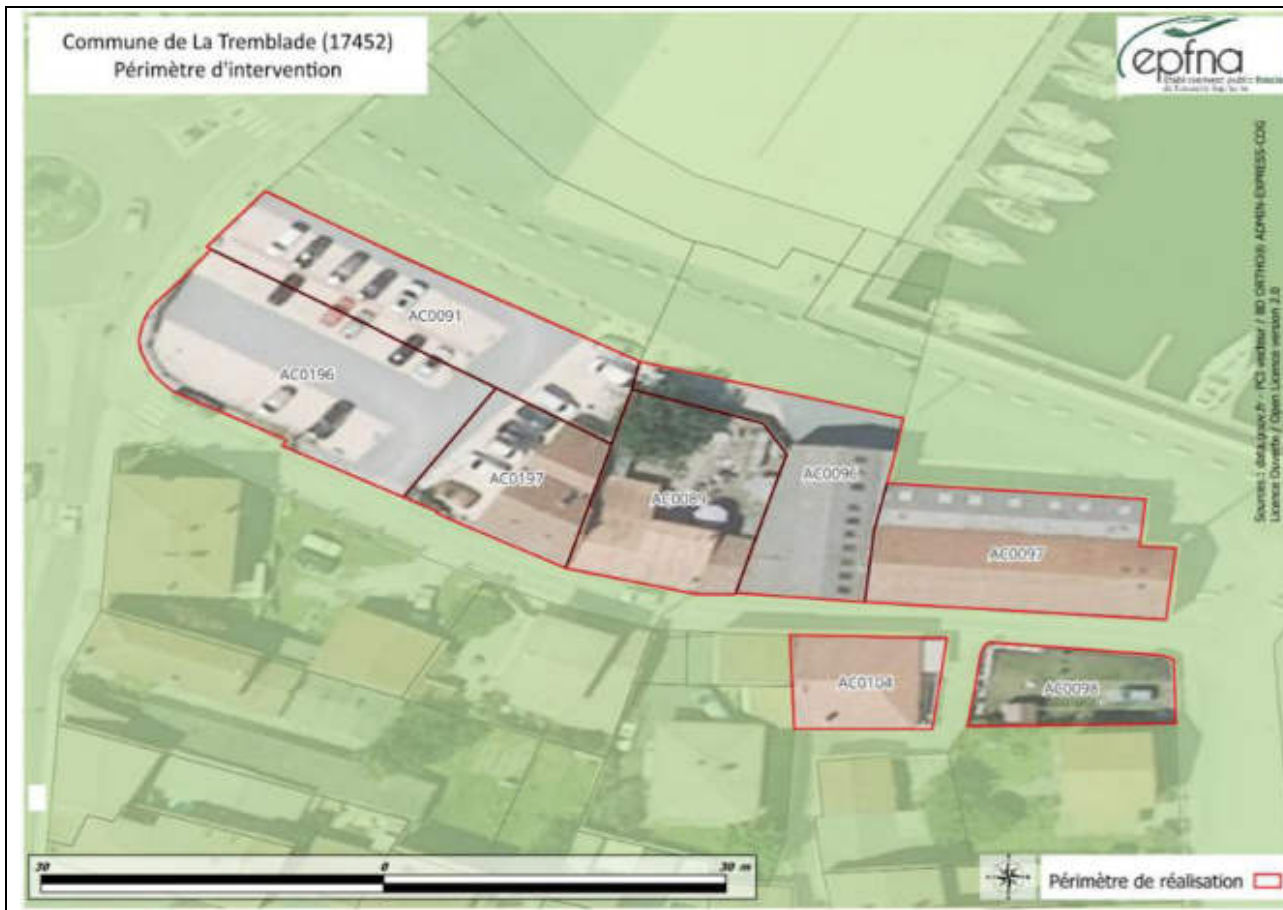 Commune de La Tremblade (17452)
Périmètre d'intervention
epfna
AC0091
AC0196
AC0197
AC0096
AC0097
AC0104
AC0098
30 0 30 m
Périmètre de réalisation